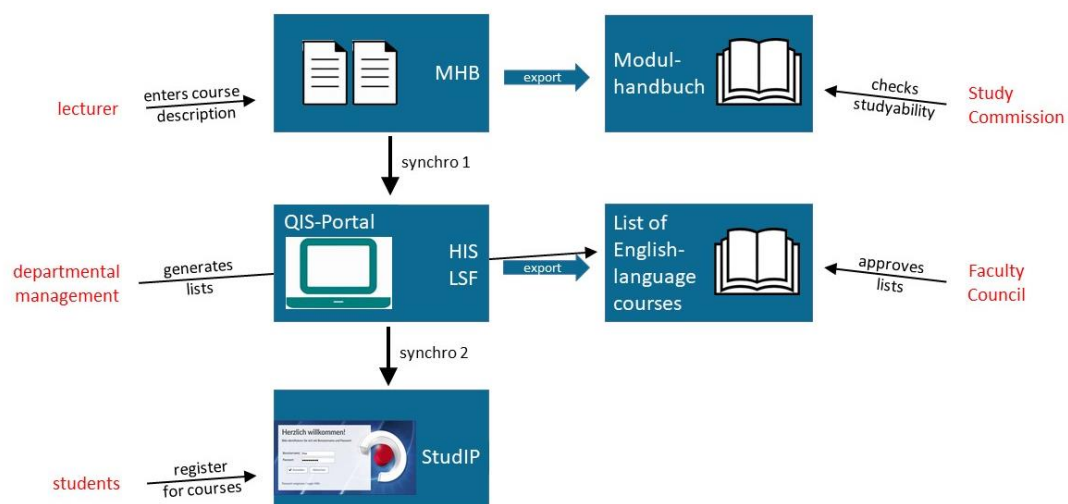 MHB
export
Modul-
handbuch
lecturer
enters course
description
checks
studyability
Study
Commission
synchro 1
QIS-Portal
HIS
LSF
export
List of
English-
language
courses
departmental
management
generates
lists
approves
lists
Faculty
Council
synchro 2
Herzlich willkommen!
StudIP
students
register
for courses